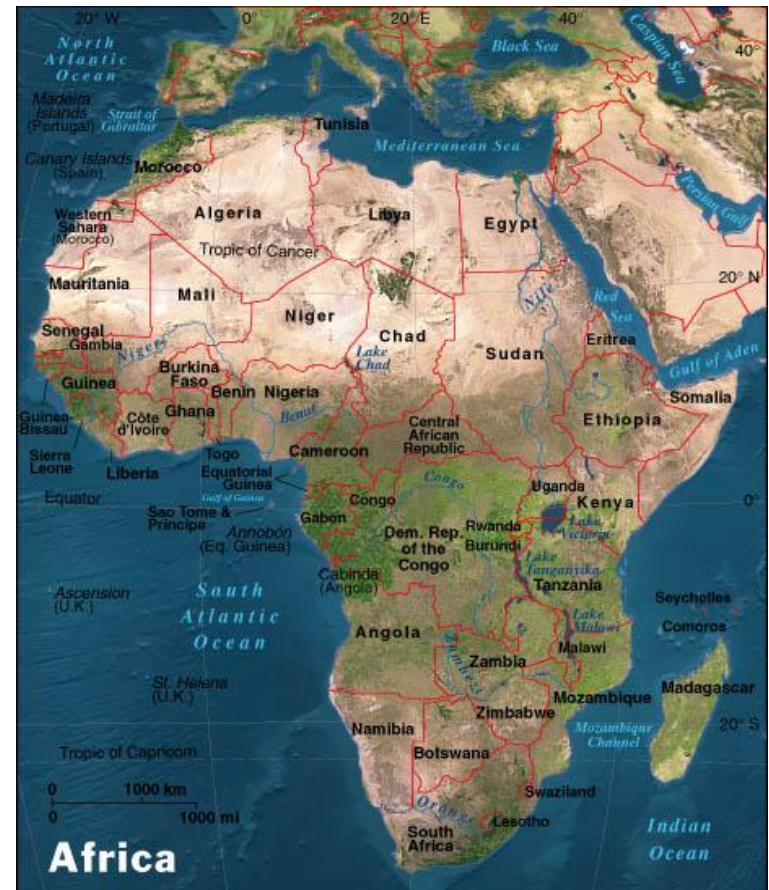 20° W
0°
20° E
40°
North
Atlantic
Ocean
Black Sea
Caspian Sea
40°
Madeira
Islands
(Portugal)
Strait of
Gibraltar
Tunisia
Mediterranean Sea
Canary Islands
(Spain)
Morocco
Persian Gulf
Western
Sahara
(Morocco)
Algeria
Libya
Egypt
Tropic of Cancer
Mauritania
Mali
Niger
Chad
Nile
Red
Sea
20° N
Senegal
Gambia
Niger
Lake
Chad
Sudan
Eritrea
Gulf of Aden
Guinea
Burkina
Faso
Benin
Nigeria
Somalia
Guinea-
Bissau
Côte
d'Ivoire
Ghana
Benue
Central
African
Republic
Ethiopia
Sierra
Leone
Liberia
Togo
Cameroon
Equatorial
Guinea
Gulf of Guinea
Equator
Sao Tome &
Principe
Congo
Congo
Uganda
Kenya
0°
Gabon
Annobón
(Eq. Guinea)
Dem. Rep.
of the
Congo
Rwanda
Burundi
Lake
Victoria
Lake
Tanganyika
Tanzania
Cabinda
(Angola)
Ascension
(U.K.)
South
Atlantic
Ocean
Seychelles
Comoros
Angola
Lake
Malawi
Malawi
Zambia
Zambezi
St. Helena
(U.K.)
Mozambique
Madagascar
Zimbabwe
Namibia
Botswana
Mozambique
Channel
20° S
Tropic of Capricorn
0
1000 km
0
1000 mi
Swaziland
Orange
Lesotho
South
Africa
Indian
Ocean
Africa